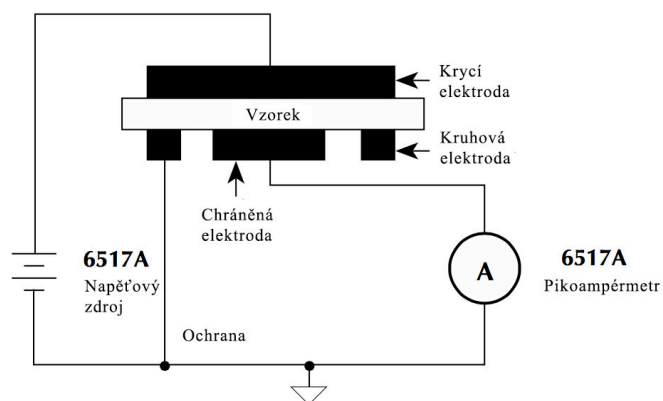 Krycí
elektroda
Vzorek
Kruhová
elektroda
Chráněná
elektroda
6517A
Napěťový
zdroj
A
6517A
Pikoampérmetr
Ochrana